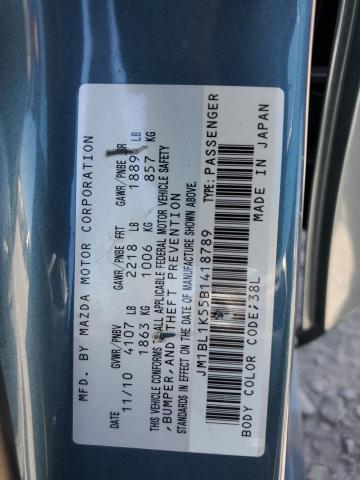 MFD. BY MAZDA MOTOR CORPORATION
GVWR/PNBV GAWR/PNBE FRT GAWR/PNBE RR
11/10 4107 LB 2218 LB 1889 LB
1863 KG 1006 KG 857 KG
THIS VEHICLE CONFORMS TO ALL APPLICABLE FEDERAL MOTOR VEHICLE SAFETY
, BUMPER, AND THEFT PREVENTION
STANDARDS IN EFFECT ON THE DATE OF MANUFACTURE SHOWN ABOVE.
JM1BL1K55B1418789 TYPE: PASSENGER
BODY COLOR CODE:38L MADE IN JAPAN